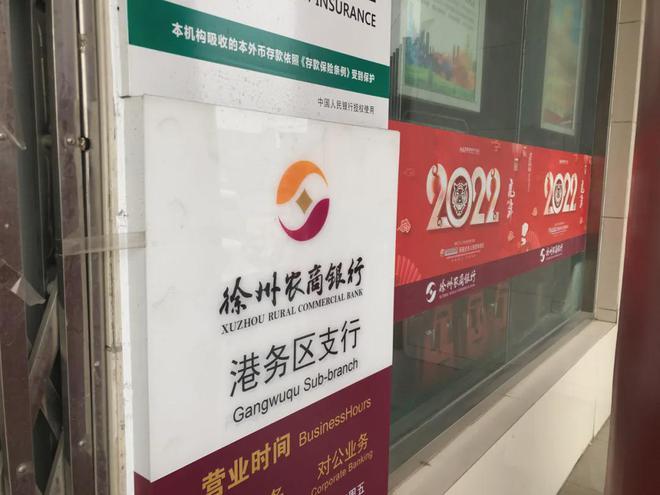 INSURANCE
本机构吸收的本外币存款依照《存款保险条例》受到保护
中国人民银行授权使用
徐州农商银行
XUZHOU RURAL COMMERCIAL BANK
港务区支行
Gangwuqu Sub-branch
营业时间 BusinessHours
对公业务
Corporate Banking
2022
徐州农商银行
2022
徐州农商银行